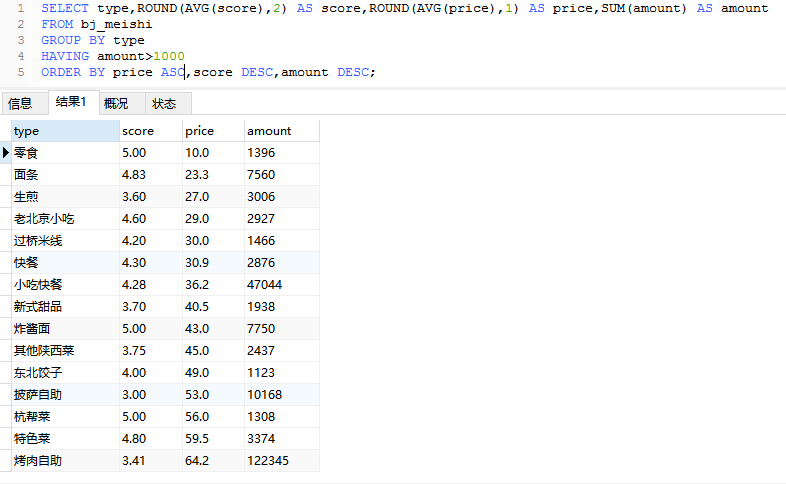 1 SELECT type,ROUND(AVG(score),2) AS score,ROUND(AVG(price),1) AS price,SUM(amount) AS amount
2 FROM bj_meishi
3 GROUP BY type
4 HAVING amount>1000
5 ORDER BY price ASC,score DESC,amount DESC;
信息 结果1 概况 状态
type score price amount
零食 5.00 10.0 1396
面条 4.83 23.3 7560
生煎 3.60 27.0 3006
老北京小吃 4.60 29.0 2927
过桥米线 4.20 30.0 1466
快餐 4.30 30.9 2876
小吃快餐 4.28 36.2 47044
新式甜品 3.70 40.5 1938
炸酱面 5.00 43.0 7750
其他陕西菜 3.75 45.0 2437
东北饺子 4.00 49.0 1123
披萨自助 3.00 53.0 10168
杭帮菜 5.00 56.0 1308
特色菜 4.80 59.5 3374
烤肉自助 3.41 64.2 122345